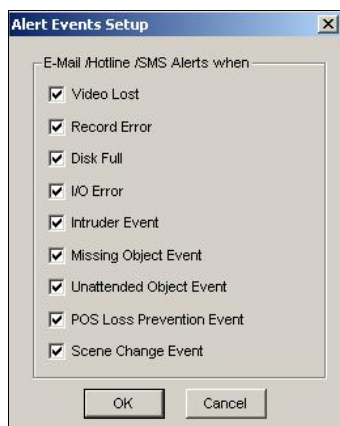 Alert Events Setup
E-Mail /Hotline /SMS Alerts when
Video Lost
Record Error
Disk Full
I/O Error
Intruder Event
Missing Object Event
Unattended Object Event
POS Loss Prevention Event
Scene Change Event
OK Cancel